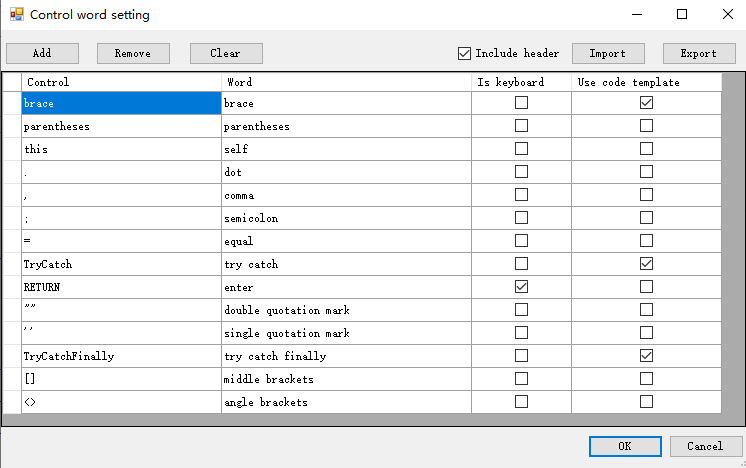 Control word setting
Add Remove Clear Include header Import Export
Control Word Is keyboard Use code template
brace brace
parentheses parentheses
this self
. dot
, comma
; semicolon
= equal
TryCatch try catch
RETURN enter
"" double quotation mark
'' single quotation mark
TryCatchFinally try catch finally
[] middle brackets
<> angle brackets
OK Cancel